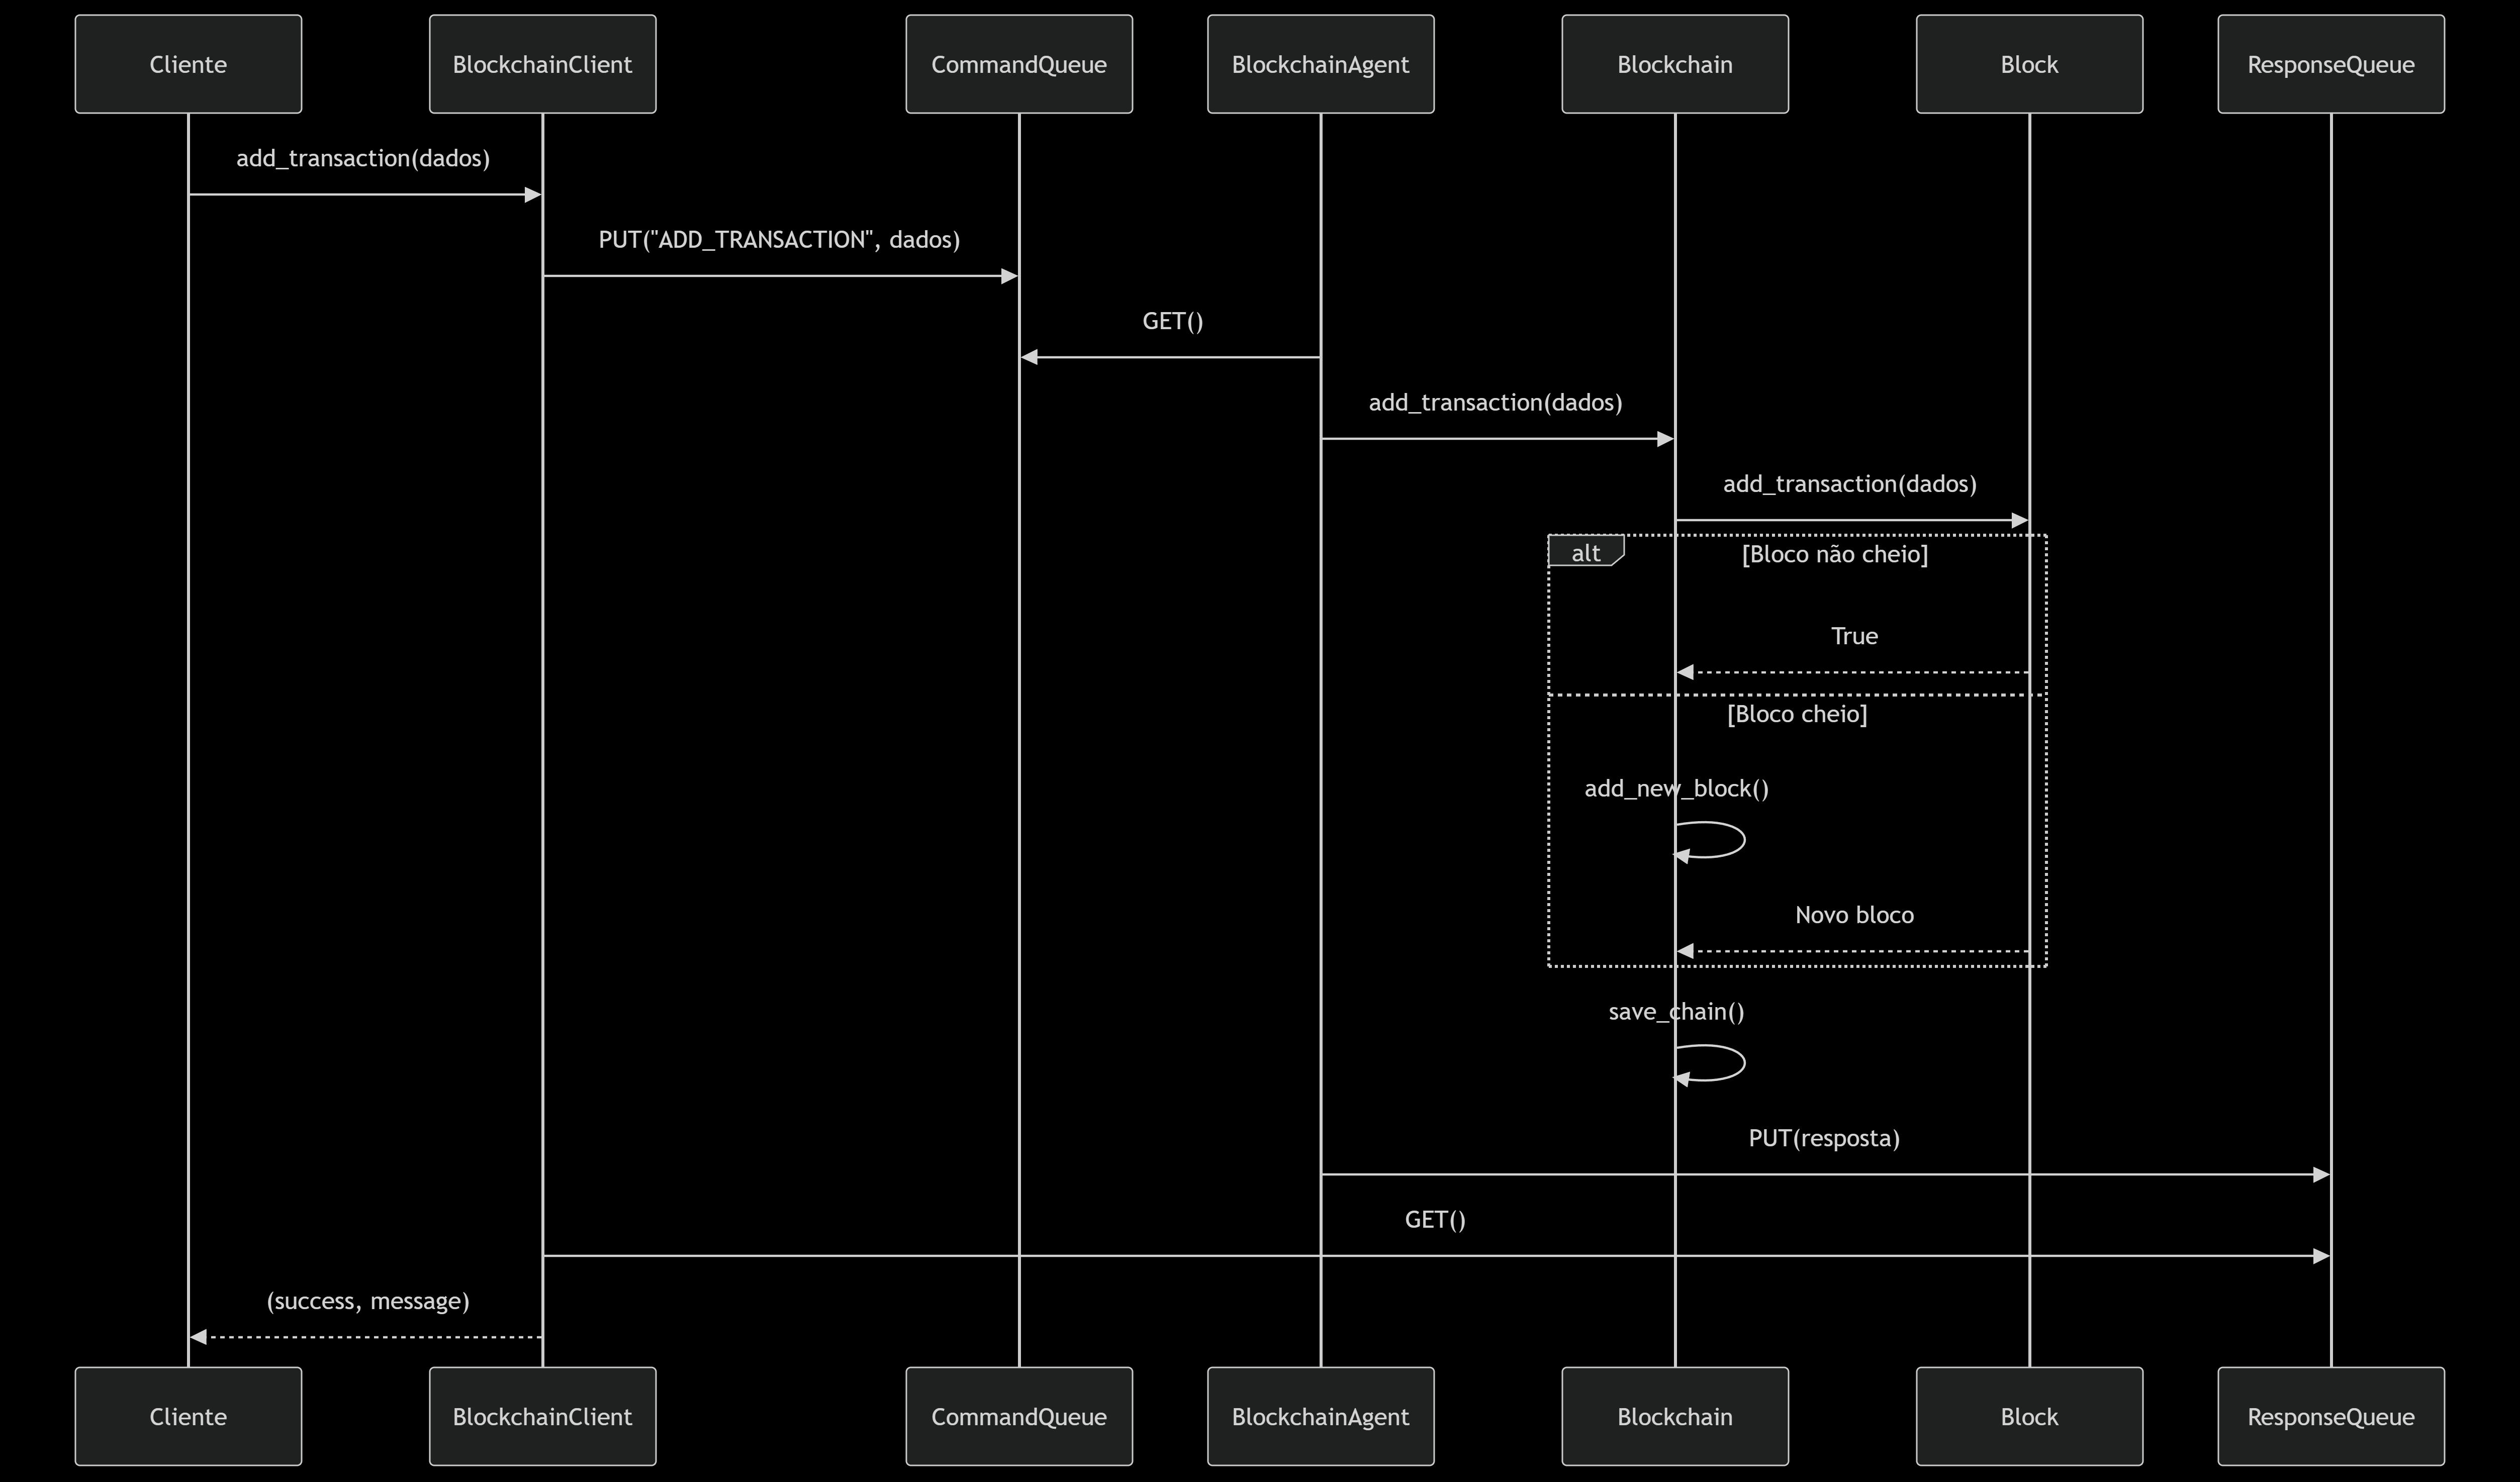 Cliente
BlockchainClient
CommandQueue
BlockchainAgent
Blockchain
Block
ResponseQueue
add_transaction(dados)
PUT("ADD_TRANSACTION", dados)
GET()
add_transaction(dados)
add_transaction(dados)
alt
[Bloco não cheio]
True
[Bloco cheio]
add_new_block()
Novo bloco
save_chain()
PUT(resposta)
GET()
(success, message)
Cliente
BlockchainClient
CommandQueue
BlockchainAgent
Blockchain
Block
ResponseQueue